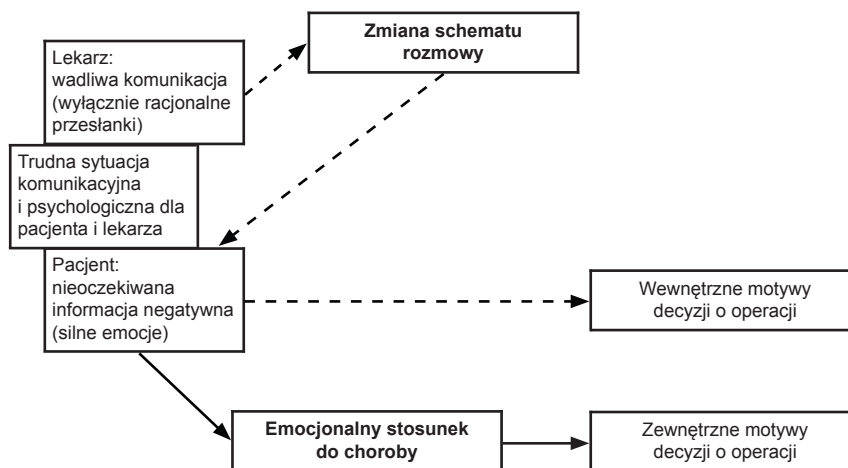 Lekarz:
wadliwa komunikacja
(wyłącznie racjonalne
przesłanki)
Zmiana schematu
rozmowy
Trudna sytuacja
komunikacyjna
i psychologiczna dla
pacjenta i lekarza
Pacjent:
nieoczekiwana
informacja negatywna
(silne emocje)
Wewnętrzne motywy
decyzji o operacji
Emocjonalny stosunek
do choroby
Zewnętrzne motywy
decyzji o operacji